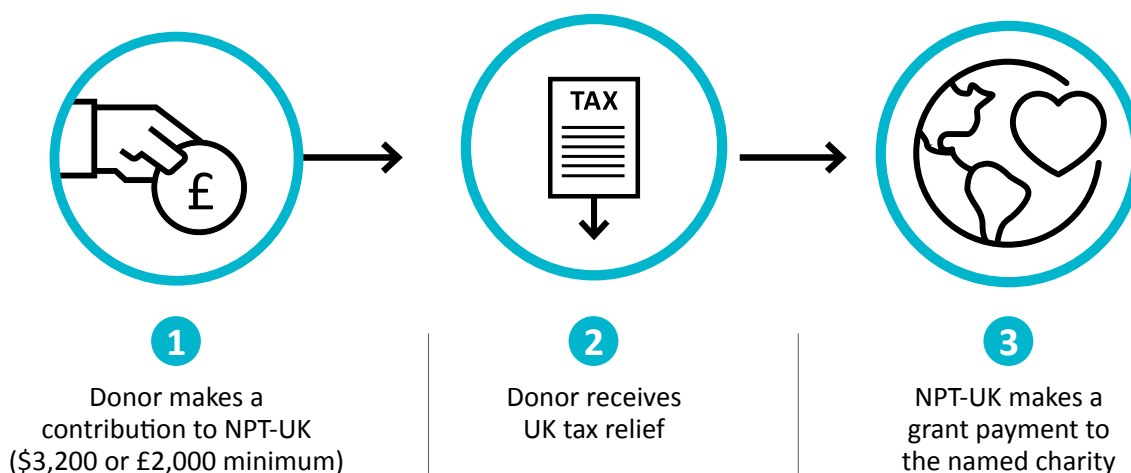 £
TAX
1
Donor makes a
contribution to NPT-UK
($3,200 or £2,000 minimum)
2
Donor receives
UK tax relief
3
NPT-UK makes a
grant payment to
the named charity